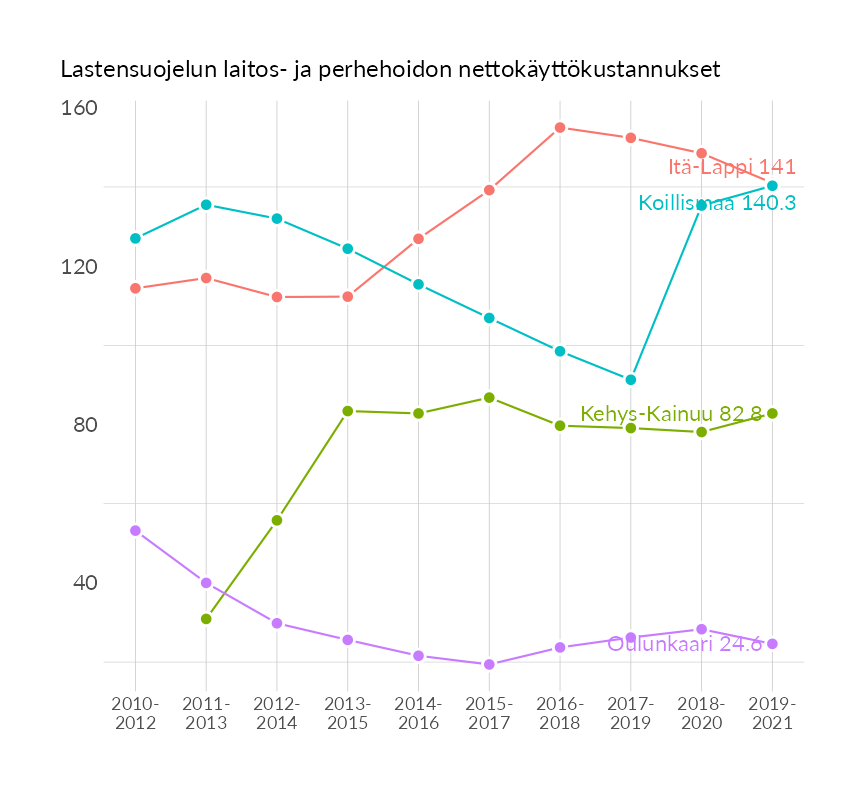 Lastensuojelun laitos- ja perhehoidon nettokäyttökustannukset
160
Itä-Lappi 141
Koillismaa 140.3
120
Kehys-Kainuu 82.8
80
40
Oulunkaari 24.6
2010- 2011- 2012- 2013- 2014- 2015- 2016- 2017- 2018- 2019-
2012 2013 2014 2015 2016 2017 2018 2019 2020 2021